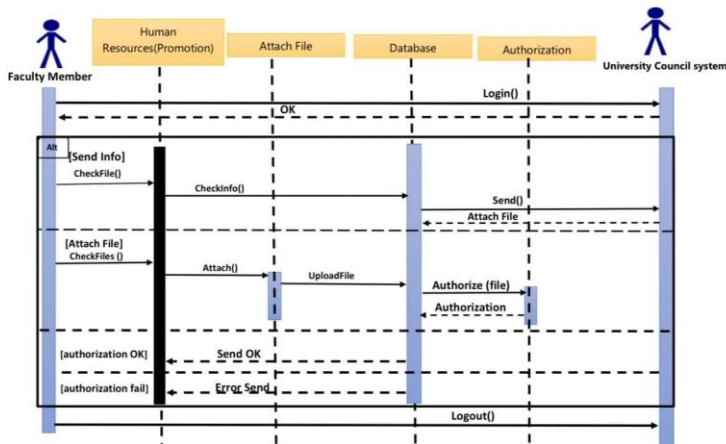 Human
Resources(Promotion)
Attach File
Database
Authorization
Faculty Member
University Council system
Login()
OK
Alt
[Send Info]
CheckFile()
CheckInfo()
Send()
Attach File
[Attach File]
CheckFiles ()
Attach()
UploadFile
Authorize (file)
Authorization
[authorization OK]
Send OK
[authorization fail]
Error Send
Logout()